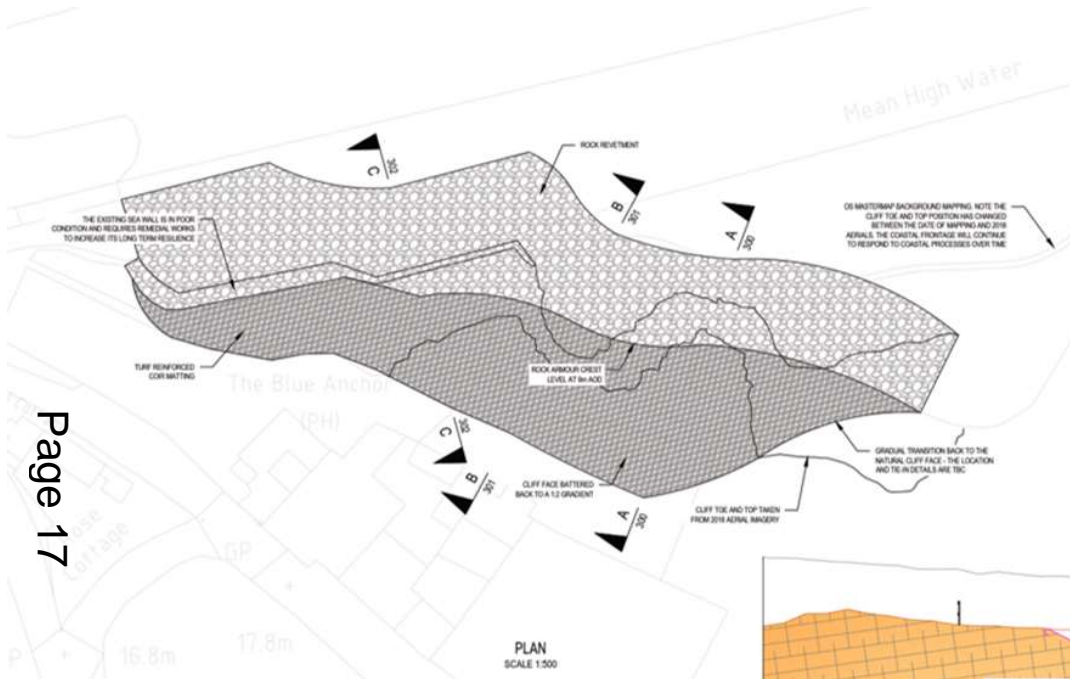 Mean High Water
C
302
ROCK REVETMENT
B
301
A
300
THE EXISTING SEA WALL IS IN POOR
CONDITION AND REQUIRES REMEDIAL WORKS
TO INCREASE ITS LONG TERM RESILIENCE
OS MASTERMAP BACKGROUND MAPPING. NOTE THE
CLIFF TOE AND TOP POSITION HAS CHANGED
BETWEEN THE DATE OF MAPPING AND 2018
AERIALS. THE COASTAL FRONTAGE WILL CONTINUE
TO RESPOND TO COASTAL PROCESSES OVER TIME
TURF REINFORCED
COIR MATTING
ROCK ARMOUR CREST
LEVEL AT 6m AOD
The Blue Anchor
(PH)
C
302
B
301
A
300
CLIFF FACE BATTERED
BACK TO A 1:2 GRADIENT
GRADUAL TRANSITION BACK TO THE
NATURAL CLIFF FACE - THE LOCATION
AND TIE-IN DETAILS ARE TBC
CLIFF TOE AND TOP TAKEN
FROM 2018 AERIAL IMAGERY
Page 17
Cottage
GP
16.8m
17.8m
PLAN
SCALE 1:500